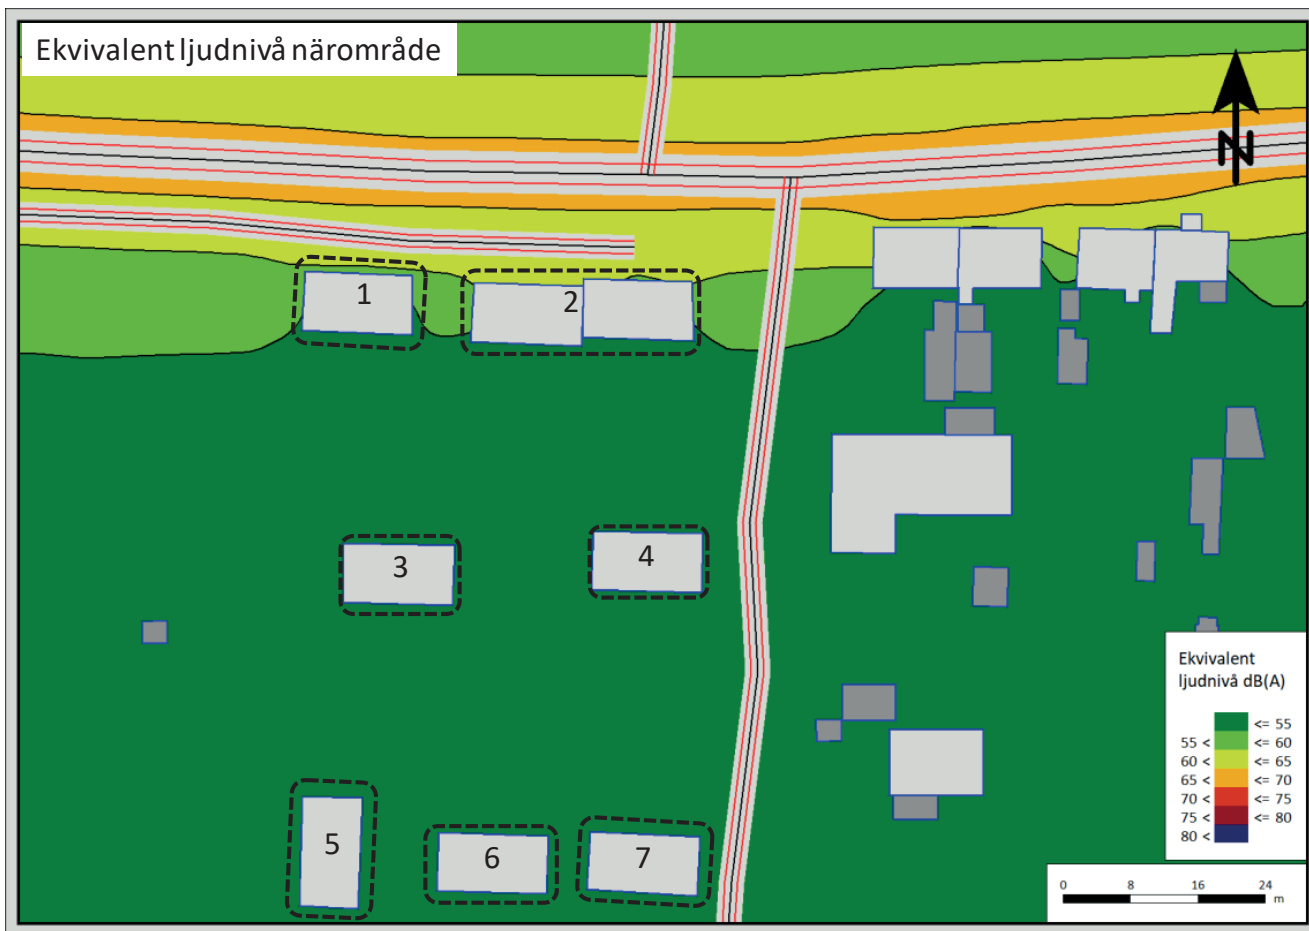 Ekvivalent ljudnivå närområde
N
1
2
3
4
5
6
7
Ekvivalent
ljudnivå dB(A)
<= 55
55 < <= 60
60 < <= 65
65 < <= 70
70 < <= 75
75 < <= 80
80 <
0 8 16 24
m